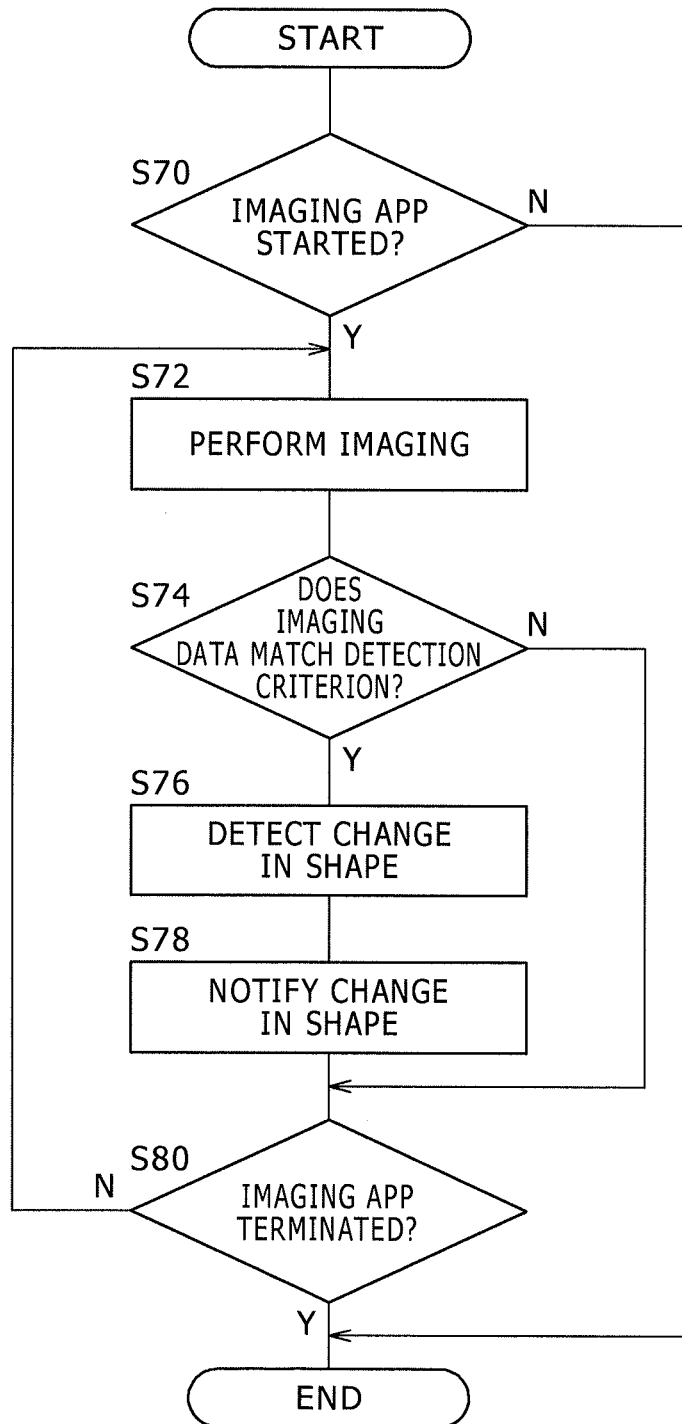 START
S70
IMAGING APP
STARTED?
N
Y
S72
PERFORM IMAGING
S74
DOES
IMAGING
DATA MATCH DETECTION
CRITERION?
N
Y
S76
DETECT CHANGE
IN SHAPE
S78
NOTIFY CHANGE
IN SHAPE
S80
N
IMAGING APP
TERMINATED?
Y
END